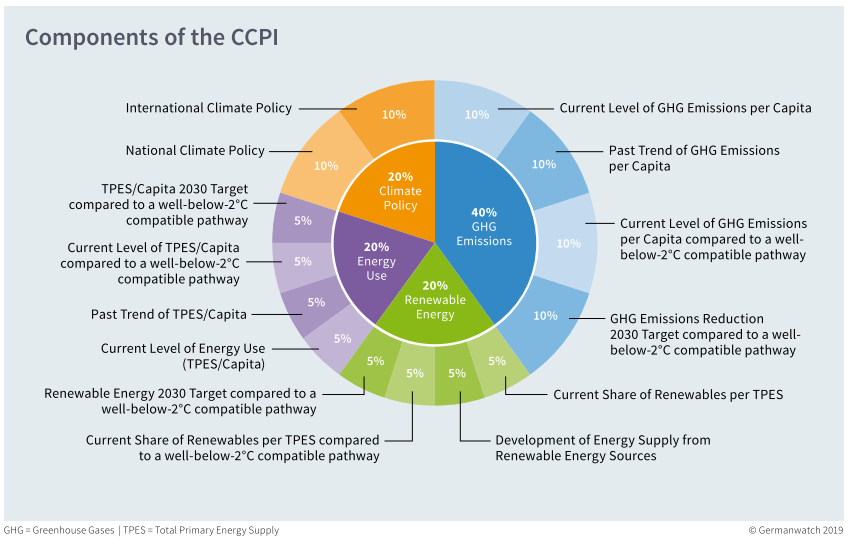 Components of the CCPI
International Climate Policy
10%
10%
Current Level of GHG Emissions per Capita
National Climate Policy
10%
10%
Past Trend of GHG Emissions
per Capita
20%
Climate
Policy
40%
GHG
Emissions
TPES/Capita 2030 Target
compared to a well-below-2°C
compatible pathway
5%
10%
Current Level of GHG Emissions
per Capita compared to a well-
below-2°C compatible pathway
Current Level of TPES/Capita
compared to a well-below-2°C
compatible pathway
5%
20%
Energy
Use
20%
Renewable
Energy
Past Trend of TPES/Capita
5%
10%
GHG Emissions Reduction
2030 Target compared to a well-
below-2°C compatible pathway
Current Level of Energy Use
(TPES/Capita)
5%
Renewable Energy 2030 Target compared to a
well-below-2°C compatible pathway
5%
5%
5%
5%
Current Share of Renewables per TPES
Current Share of Renewables per TPES compared
to a well-below-2°C compatible pathway
Development of Energy Supply from
Renewable Energy Sources
GHG = Greenhouse Gases | TPES = Total Primary Energy Supply
© Germanwatch 2019